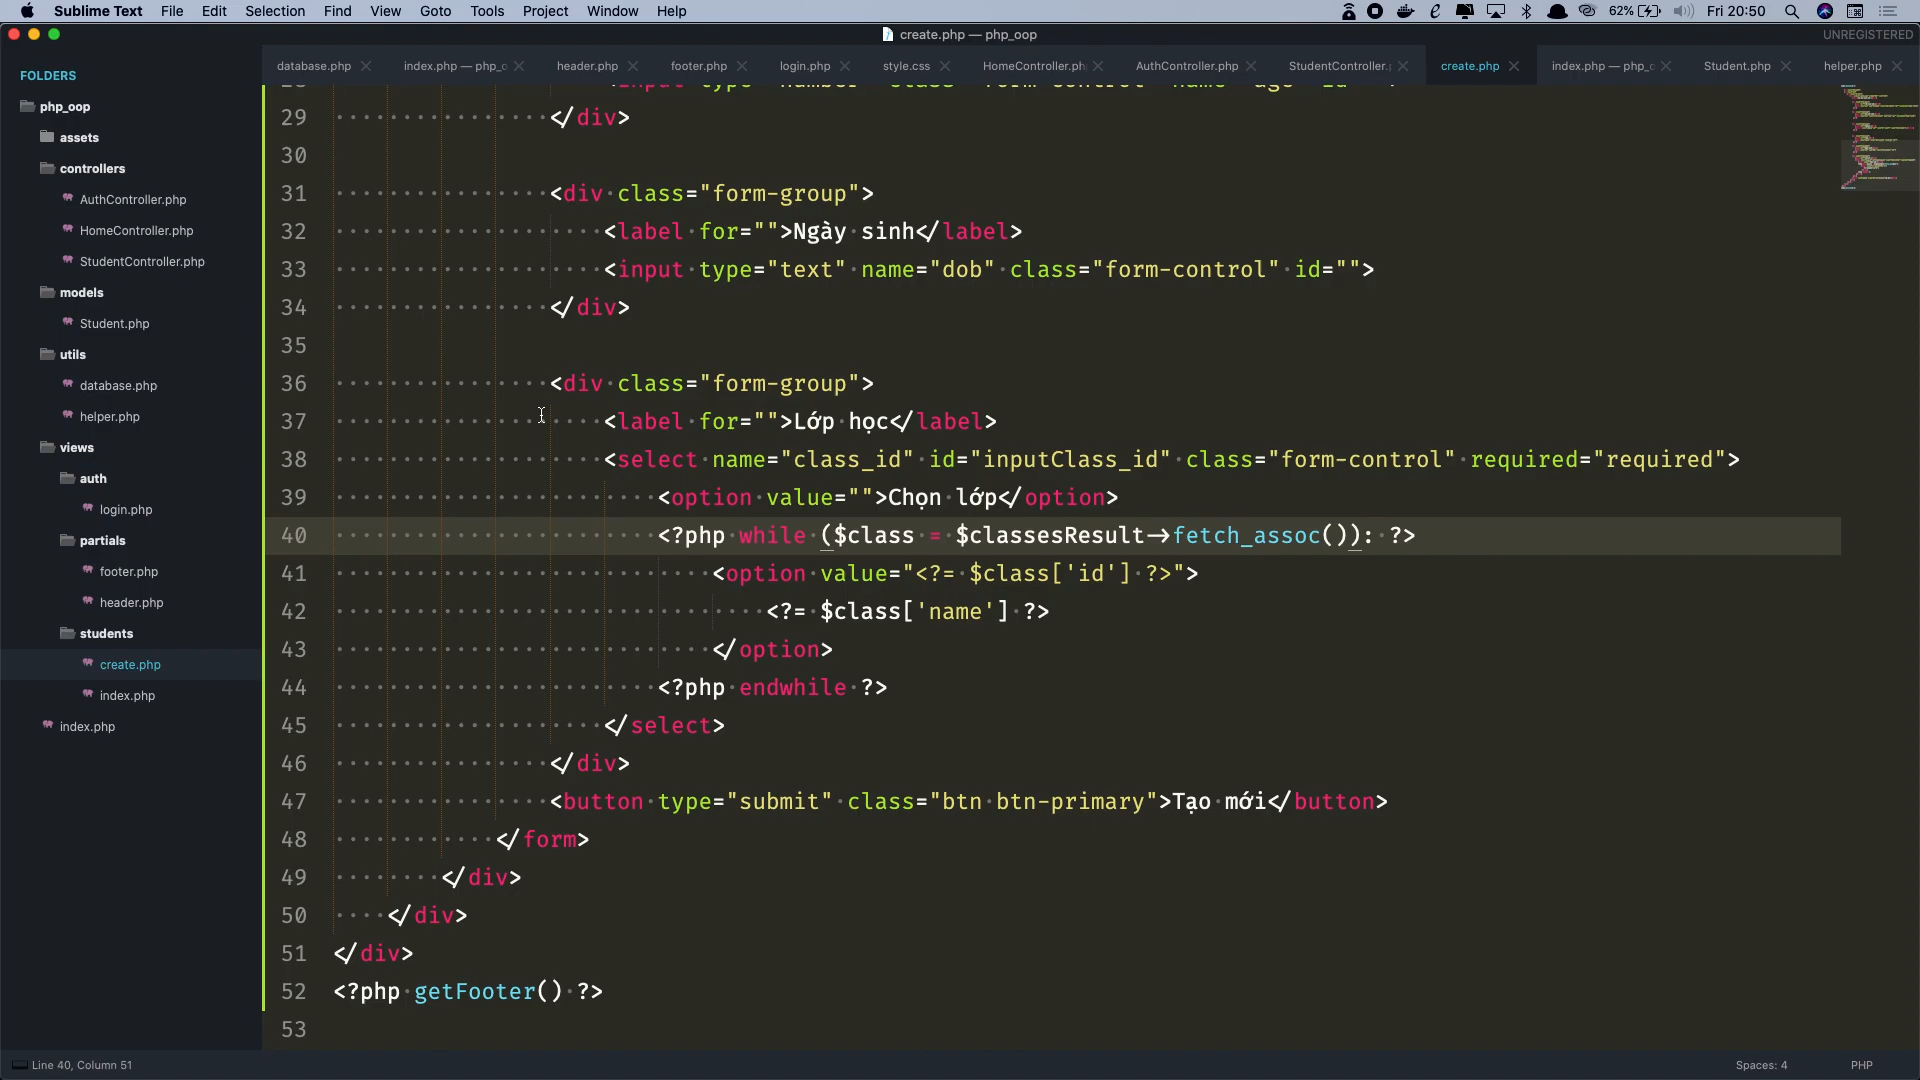 Sublime Text File Edit Selection Find View Goto Tools Project Window Help 62% Fri 20:50
create.php — php_oop UNREGISTERED
FOLDERS
php_oop
assets
controllers
AuthController.php
HomeController.php
StudentController.php
models
Student.php
utils
database.php
helper.php
views
auth
login.php
partials
footer.php
header.php
students
create.php
index.php
index.php
database.php index.php — php_o header.php footer.php login.php style.css HomeController.ph AuthController.php StudentController. create.php index.php — php_o Student.php helper.php
29 </div>
30
31 <div class="form-group">
32 <label for="">Ngày sinh</label>
33 <input type="text" name="dob" class="form-control" id="">
34 </div>
35
36 <div class="form-group">
37 <label for="">Lớp học</label>
38 <select name="class_id" id="inputClass_id" class="form-control" required="required">
39 <option value="">Chọn lớp</option>
40 <?php while ($class = $classesResult->fetch_assoc()): ?>
41 <option value="<?= $class['id'] ?>">
42 <?= $class['name'] ?>
43 </option>
44 <?php endwhile ?>
45 </select>
46 </div>
47 <button type="submit" class="btn btn-primary">Tạo mới</button>
48 </form>
49 </div>
50 </div>
51 </div>
52 <?php getFooter() ?>
53
Line 40, Column 51 Spaces: 4 PHP